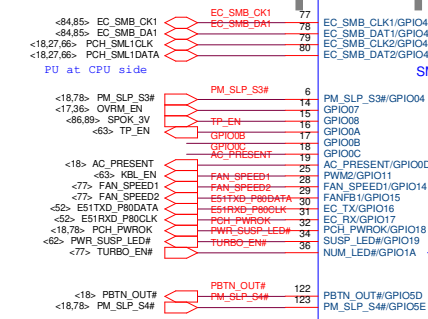 EC_SMB_CK1 77
<84,85> EC_SMB_CK1 EC_SMB_DA1 78 EC_SMB_CLK1/GPIO4
<84,85> EC_SMB_DA1 79 EC_SMB_DAT1/GPIO4
<18,27,66> PCH_SML1CLK 80 EC_SMB_CLK2/GPIO4
<18,27,66> PCH_SML1DATA EC_SMB_DAT2/GPIO4
PU at CPU side
PM_SLP_S3# 6
<18,78> PM_SLP_S3# 14 PM_SLP_S3#/GPIO04
<17,36> OVRM_EN 15 GPIO07
<86,89> SPOK_3V TP_EN 16 GPIO08
<63> TP_EN GPIO0B 17 GPIO0A
GPIO0C 18 GPIO0B
AC_PRESENT 19 GPIO0C
<18> AC_PRESENT 25 AC_PRESENT/GPIO0D
<63> KBL_EN FAN_SPEED1 28 PWM2/GPIO11
<77> FAN_SPEED1 FAN_SPEED2 29 FAN_SPEED1/GPIO14
<77> FAN_SPEED2 E51TXD_P80DATA 30 FANFB1/GPIO15
<52> E51TXD_P80DATA E51RXD_P80CLK 31 EC_TX/GPIO16
<52> E51RXD_P80CLK PCH_PWROK 32 EC_RX/GPIO17
<18,78> PCH_PWROK PWR_SUSP_LED# 34 PCH_PWROK/GPIO18
<62> PWR_SUSP_LED# TURBO_EN# 36 SUSP_LED#/GPIO19
<77> TURBO_EN# NUM_LED#/GPIO1A
PBTN_OUT# 122
<18> PBTN_OUT# PM_SLP_S4# 123 PBTN_OUT#/GPIO5D
<18,78> PM_SLP_S4# PM_SLP_S4#/GPIO5E